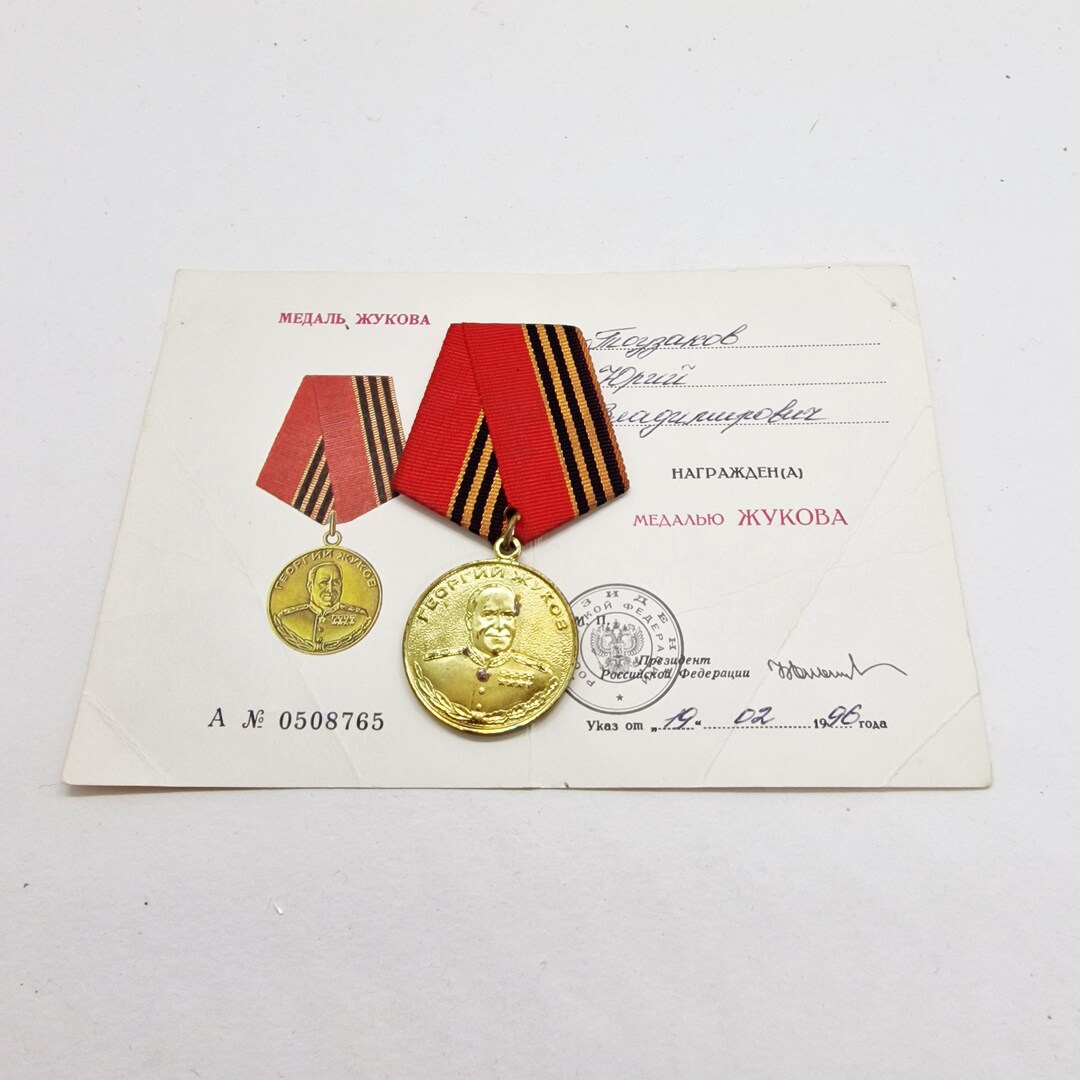 МЕДАЛЬ ЖУКОВА
ГЕОРГИЙ ЖУКОВ
А № 0508765
ГЕОРГИЙ ЖУКОВ
Юрий
Владимирович
НАГРАЖДЕН(А)
МЕДАЛЬЮ ЖУКОВА
М. П.
Президент
Российской Федерации
Указ от „19“ 02 1996 года